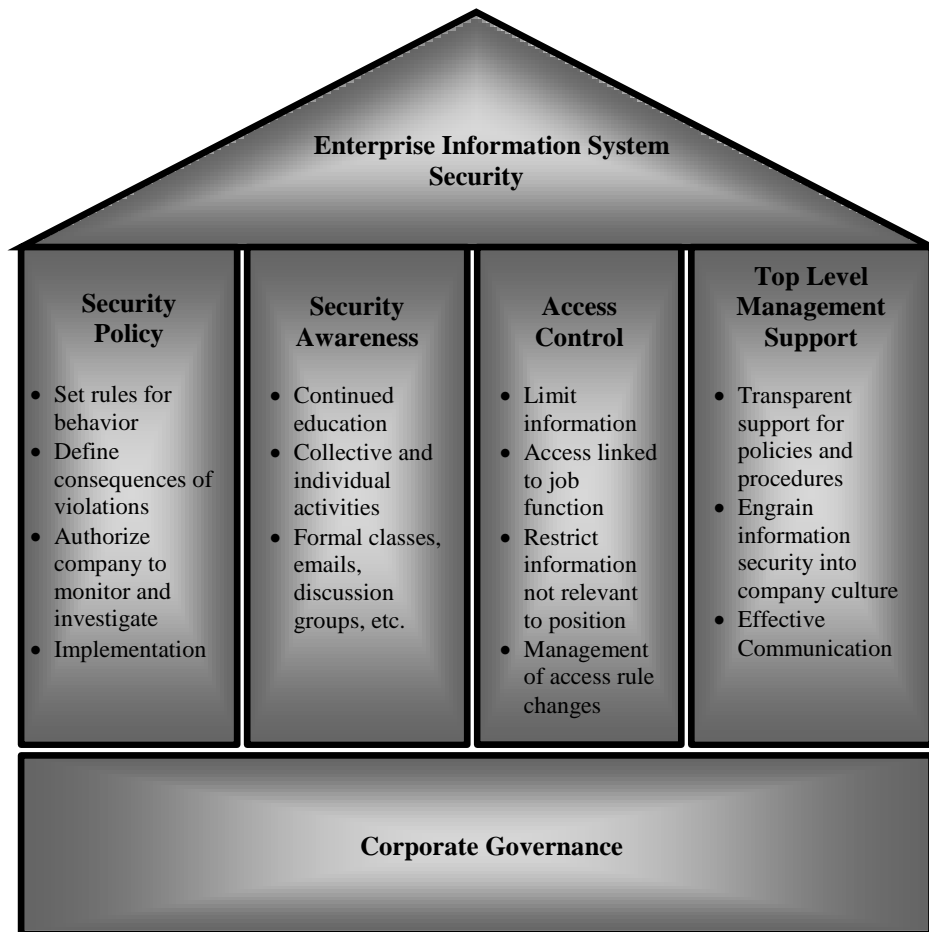 Enterprise Information System
Security
Security
Policy
• Set rules for
behavior
• Define
consequences of
violations
• Authorize
company to
monitor and
investigate
• Implementation
Security
Awareness
• Continued
education
• Collective and
individual
activities
• Formal classes,
emails,
discussion
groups, etc.
Access
Control
• Limit
information
• Access linked
to job
function
• Restrict
information
not relevant
to position
• Management
of access rule
changes
Top Level
Management
Support
• Transparent
support for
policies and
procedures
• Engrain
information
security into
company culture
• Effective
Communication
Corporate Governance